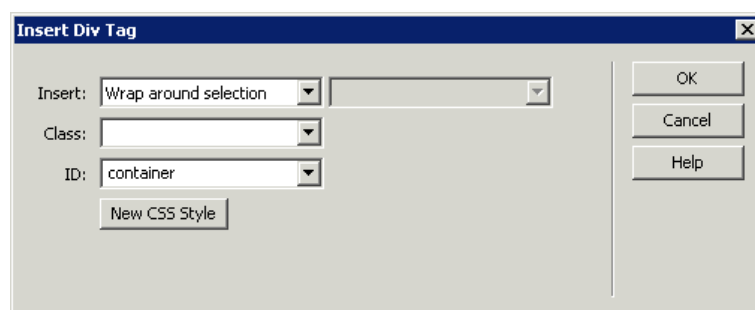 Insert Div Tag
Insert: Wrap around selection
OK
Class:
Cancel
ID: container
Help
New CSS Style